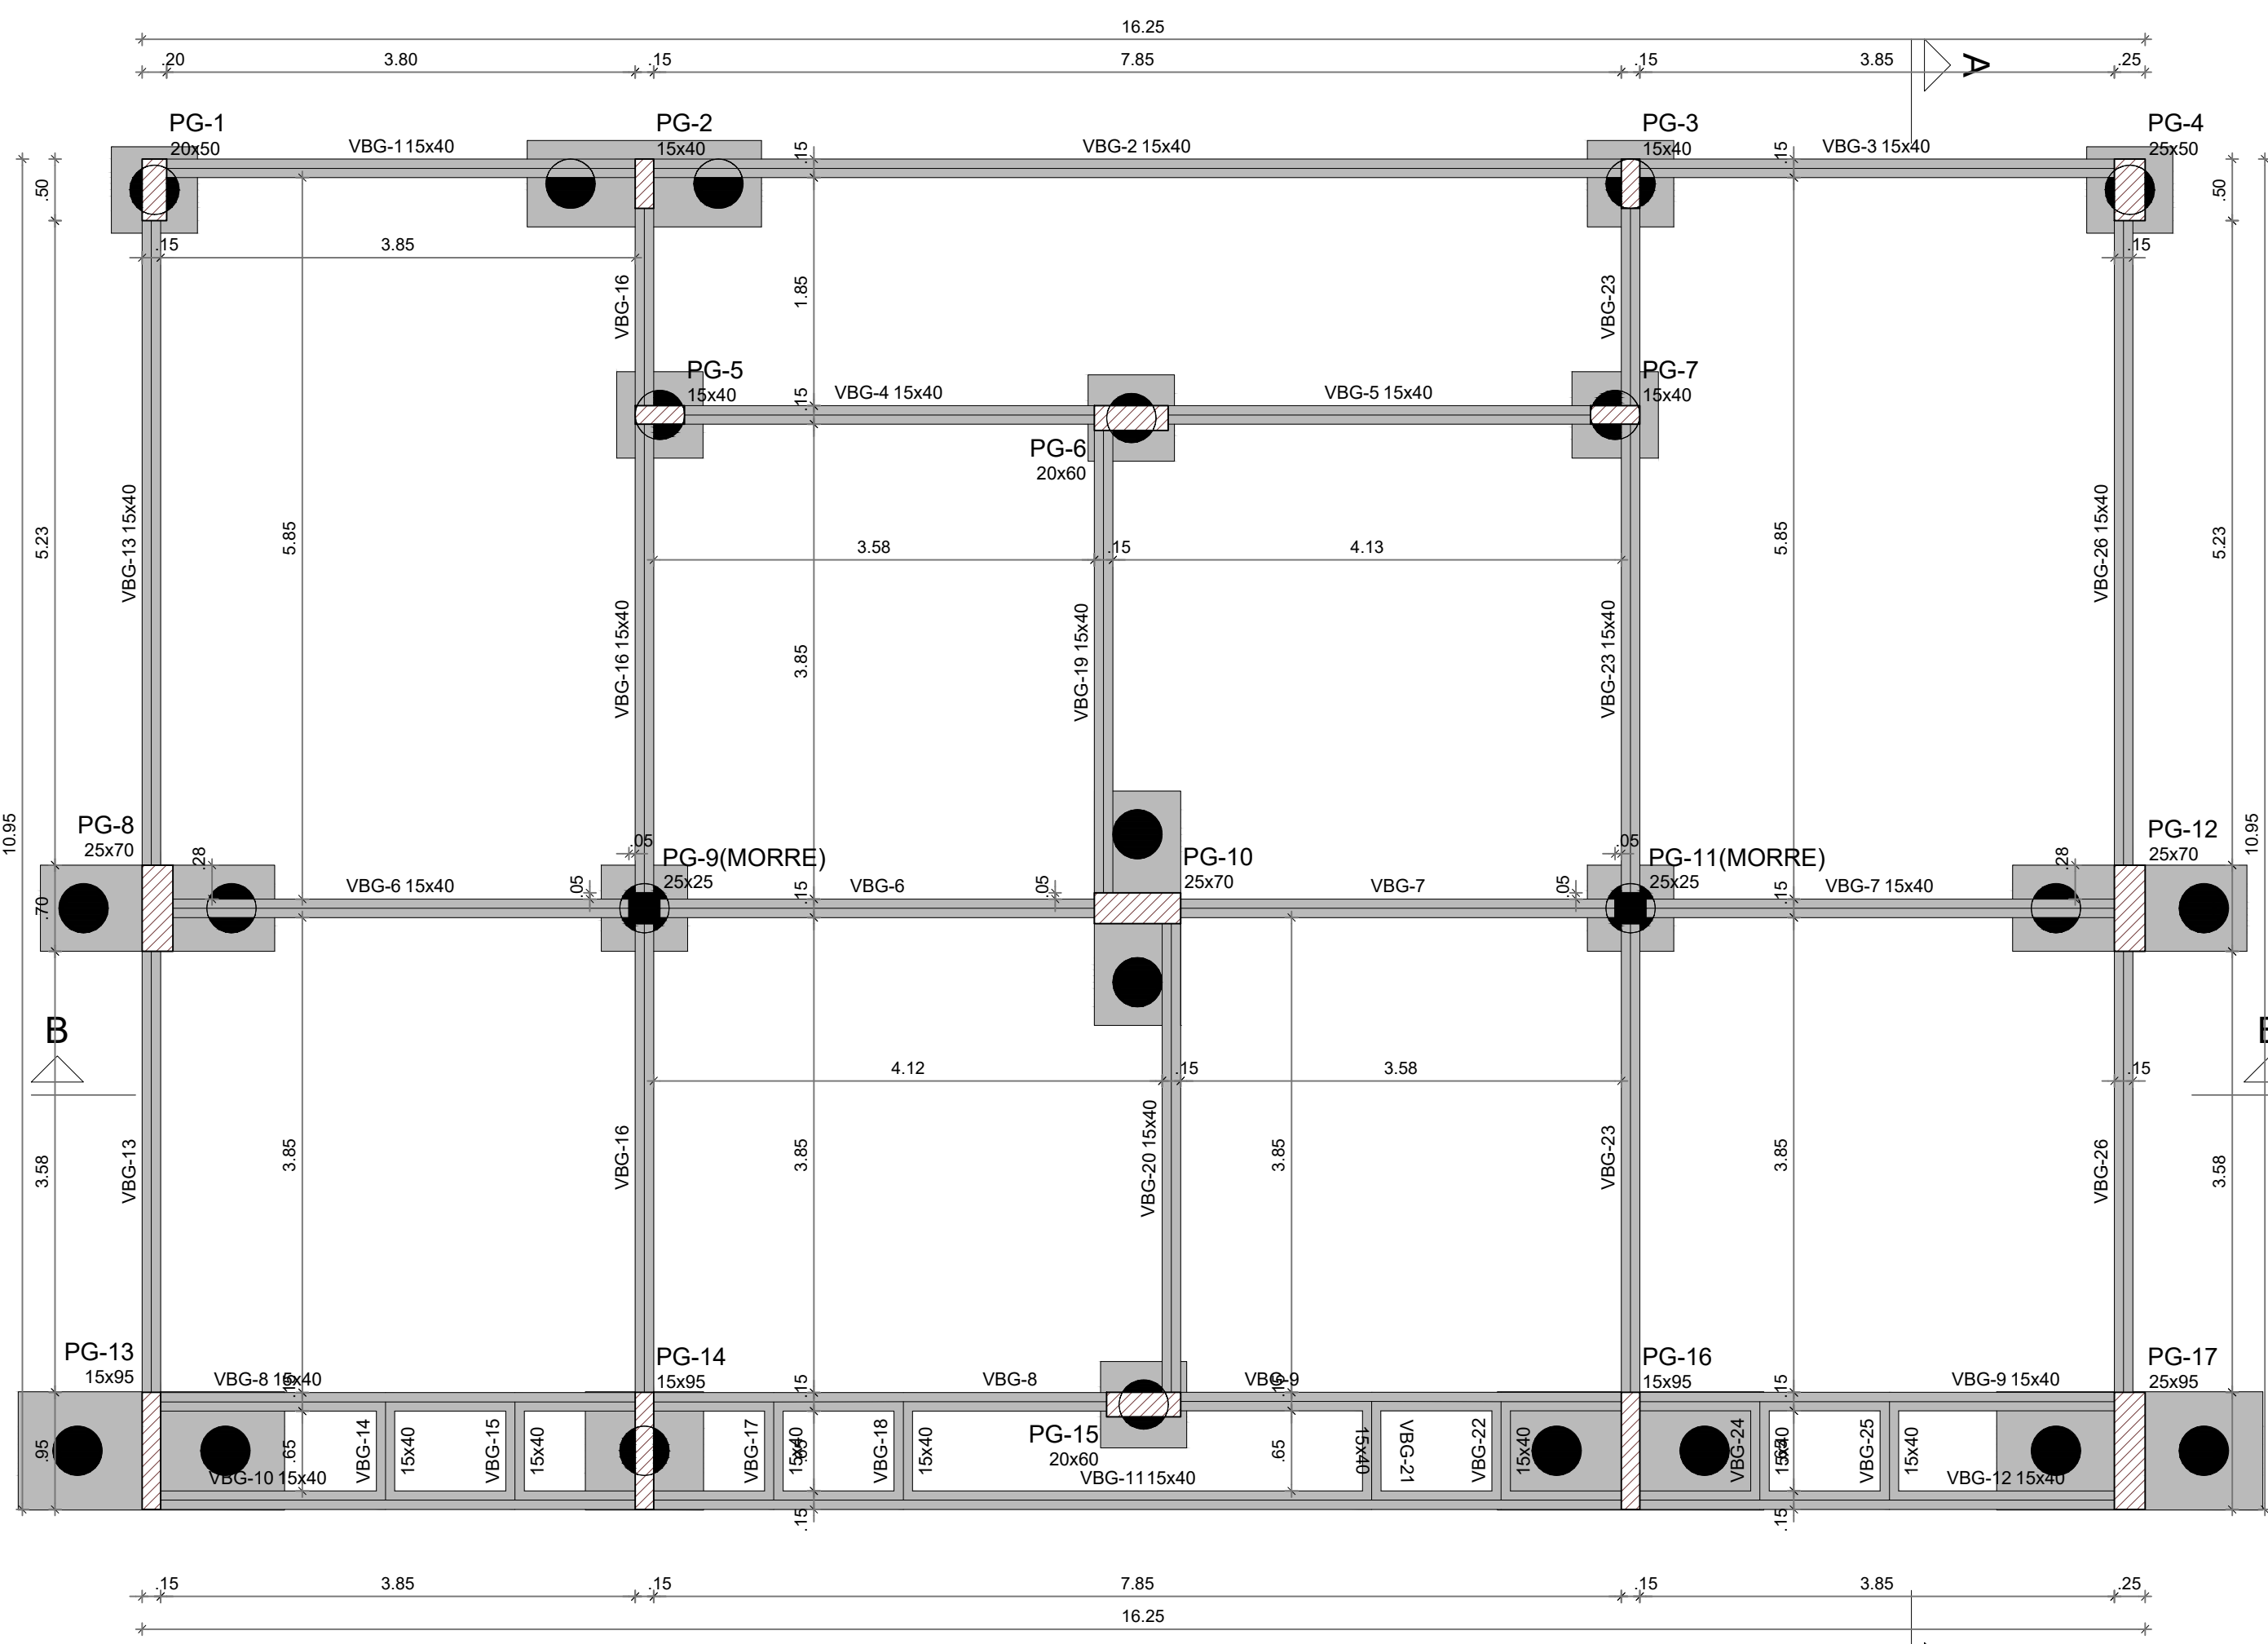 16.25
.20
3.80
.15
7.85
.15
3.85
.25
A
PG-1
20x50
VBG-1 15x40
PG-2
15x40
.15
VBG-2 15x40
PG-3
15x40
.15
VBG-3 15x40
PG-4
25x50
.50
.50
.15
3.85
.15
VBG-16
1.85
VBG-23
PG-5
15x40
.15
VBG-4 15x40
VBG-5 15x40
PG-7
15x40
PG-6
20x60
5.23
VBG-13 15x40
5.85
3.58
.15
4.13
5.85
VBG-26 15x40
5.23
VBG-16 15x40
3.85
VBG-19 15x40
VBG-23 15x40
10.95
10.95
PG-8
25x70
.28
.05
PG-9(MORRE)
25x25
PG-10
25x70
.05
PG-11(MORRE)
25x25
.28
PG-12
25x70
.70
VBG-6 15x40
.05
.15
VBG-6
.05
VBG-7
.05
.15
VBG-7 15x40
B
4.12
.15
3.58
.15
3.58
VBG-13
3.85
VBG-16
3.85
VBG-20 15x40
3.85
VBG-23
3.85
VBG-26
3.58
PG-13
15x95
VBG-8 15x40
.15
PG-14
15x95
.15
VBG-8
VBG-9
.15
PG-16
15x95
.15
VBG-9 15x40
PG-17
25x95
.95
.65
VBG-14
15x40
VBG-15
15x40
VBG-17
15x40
VBG-18
15x40
PG-15
20x60
.65
15x40
VBG-21
VBG-22
15x40
VBG-24
15x40
VBG-25
15x40
VBG-10 15x40
VBG-11 15x40
VBG-12 15x40
.15
.15
.15
3.85
.15
7.85
.15
3.85
.25
16.25